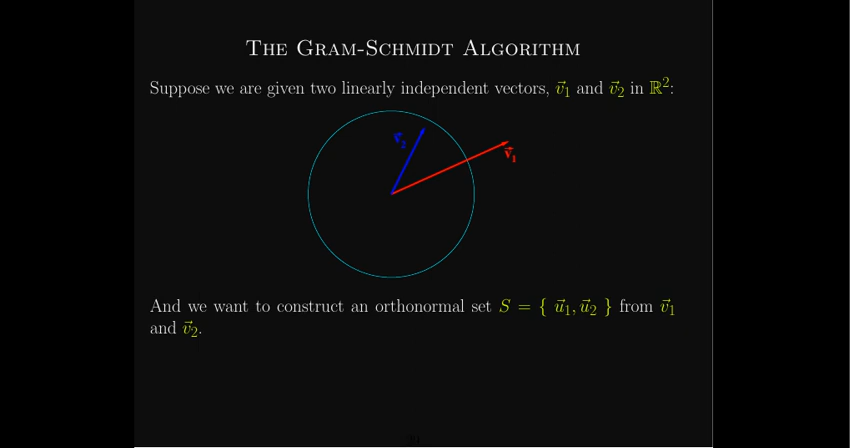 The Gram-Schmidt Algorithm
Suppose we are given two linearly independent vectors, v⃗₁ and v⃗₂ in ℝ²:
v⃗₂
v⃗₁
And we want to construct an orthonormal set S = { u⃗₁, u⃗₂ } from v⃗₁
and v⃗₂.